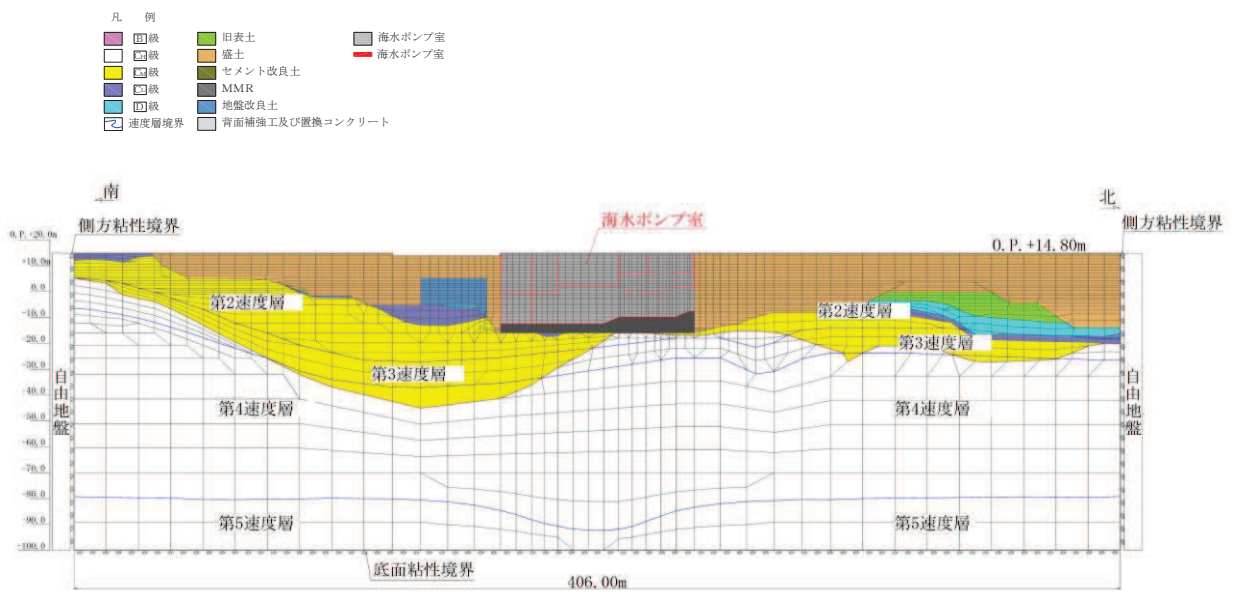 凡 例
B級
CH級
CM級
CL級
D級
速度層境界
旧表土
盛土
セメント改良土
MMR
地盤改良土
背面補強工及び置換コンクリート
海水ポンプ室
海水ポンプ室
南
北
側方粘性境界
海水ポンプ室
側方粘性境界
O.P.+20.0m
O.P.+14.80m
+10.0m
0.0
-10.0
-20.0
-30.0
-40.0
-50.0
-60.0
-70.0
-80.0
-90.0
-100.0
自由地盤
第2速度層
第3速度層
第4速度層
第5速度層
第2速度層
第3速度層
第4速度層
第5速度層
自由地盤
底面粘性境界
406.00m